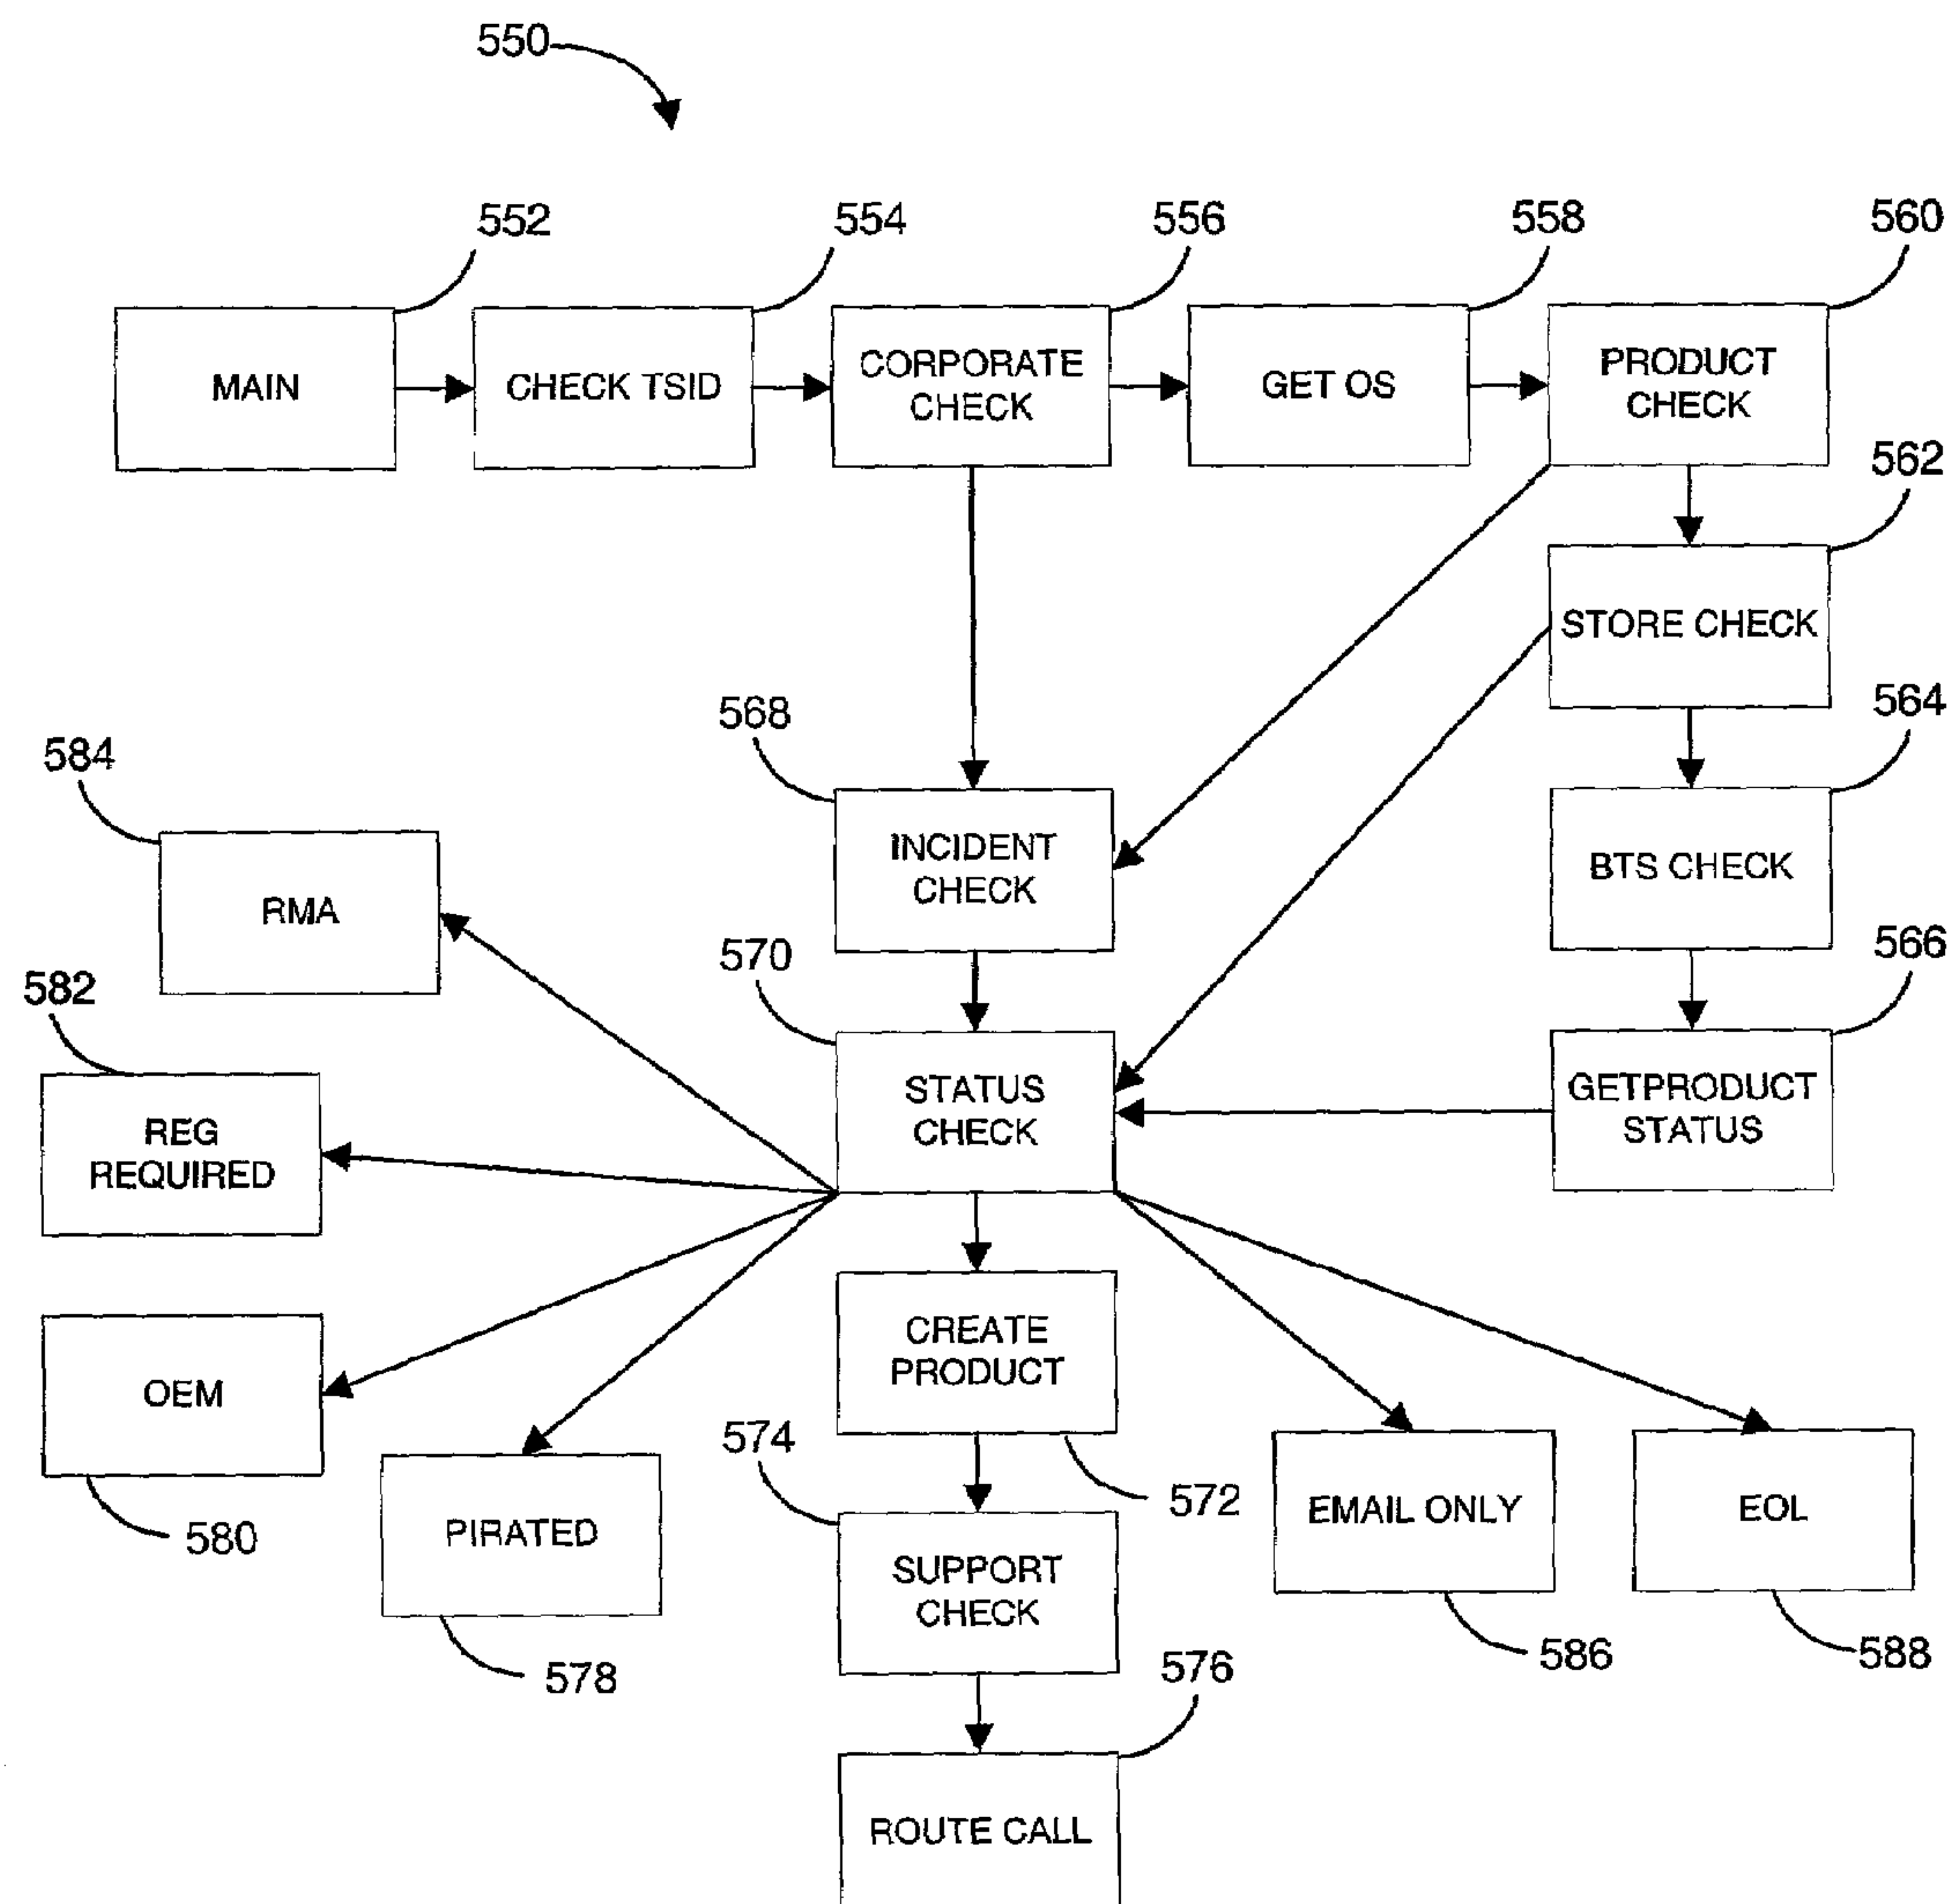 550
552
554
556
558
560
MAIN
CHECK TSID
CORPORATE
CHECK
GET OS
PRODUCT
CHECK
562
STORE CHECK
568
564
584
INCIDENT
CHECK
BTS CHECK
RMA
570
566
582
STATUS
CHECK
GETPRODUCT
STATUS
REG
REQUIRED
CREATE
PRODUCT
OEM
574
572
EMAIL ONLY
EOL
580
PIRATED
SUPPORT
CHECK
578
586
588
576
ROUTE CALL